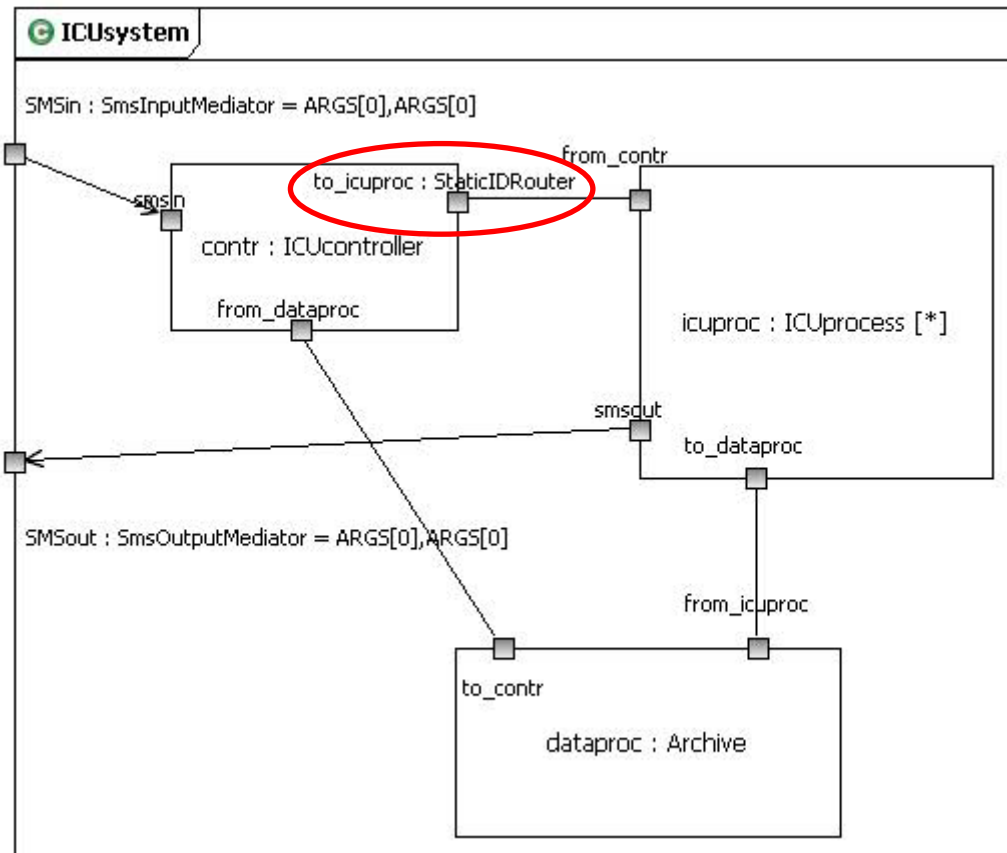 ICUsystem
SMSin : SmsInputMediator = ARGS[0],ARGS[0]
from_contr
to_icuproc : StaticIDRouter
smsin
contr : ICUcontroller
from_dataproc
icuproc : ICUprocess [*]
smsout
to_dataproc
SMSout : SmsOutputMediator = ARGS[0],ARGS[0]
from_icuproc
to_contr
dataproc : Archive